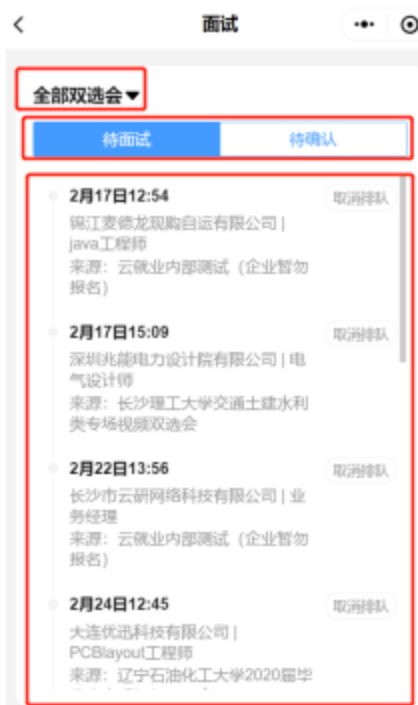 面试
全部双选会
待面试 待确认
2月17日12:54 取消排队
锦江麦德龙现购自运有限公司 |
java工程师
来源：云就业内部测试（企业暂勿
报名）
2月17日15:09 取消排队
深圳兆能电力设计院有限公司 | 电
气设计师
来源：长沙理工大学交通土建水利
类专场视频双选会
2月22日13:56 取消排队
长沙市云研网络科技有限公司 | 业
务经理
来源：云就业内部测试（企业暂勿
报名）
2月24日12:45 取消排队
大连优迅科技有限公司 |
PCBlayout工程师
来源：辽宁石油化工大学2020届毕